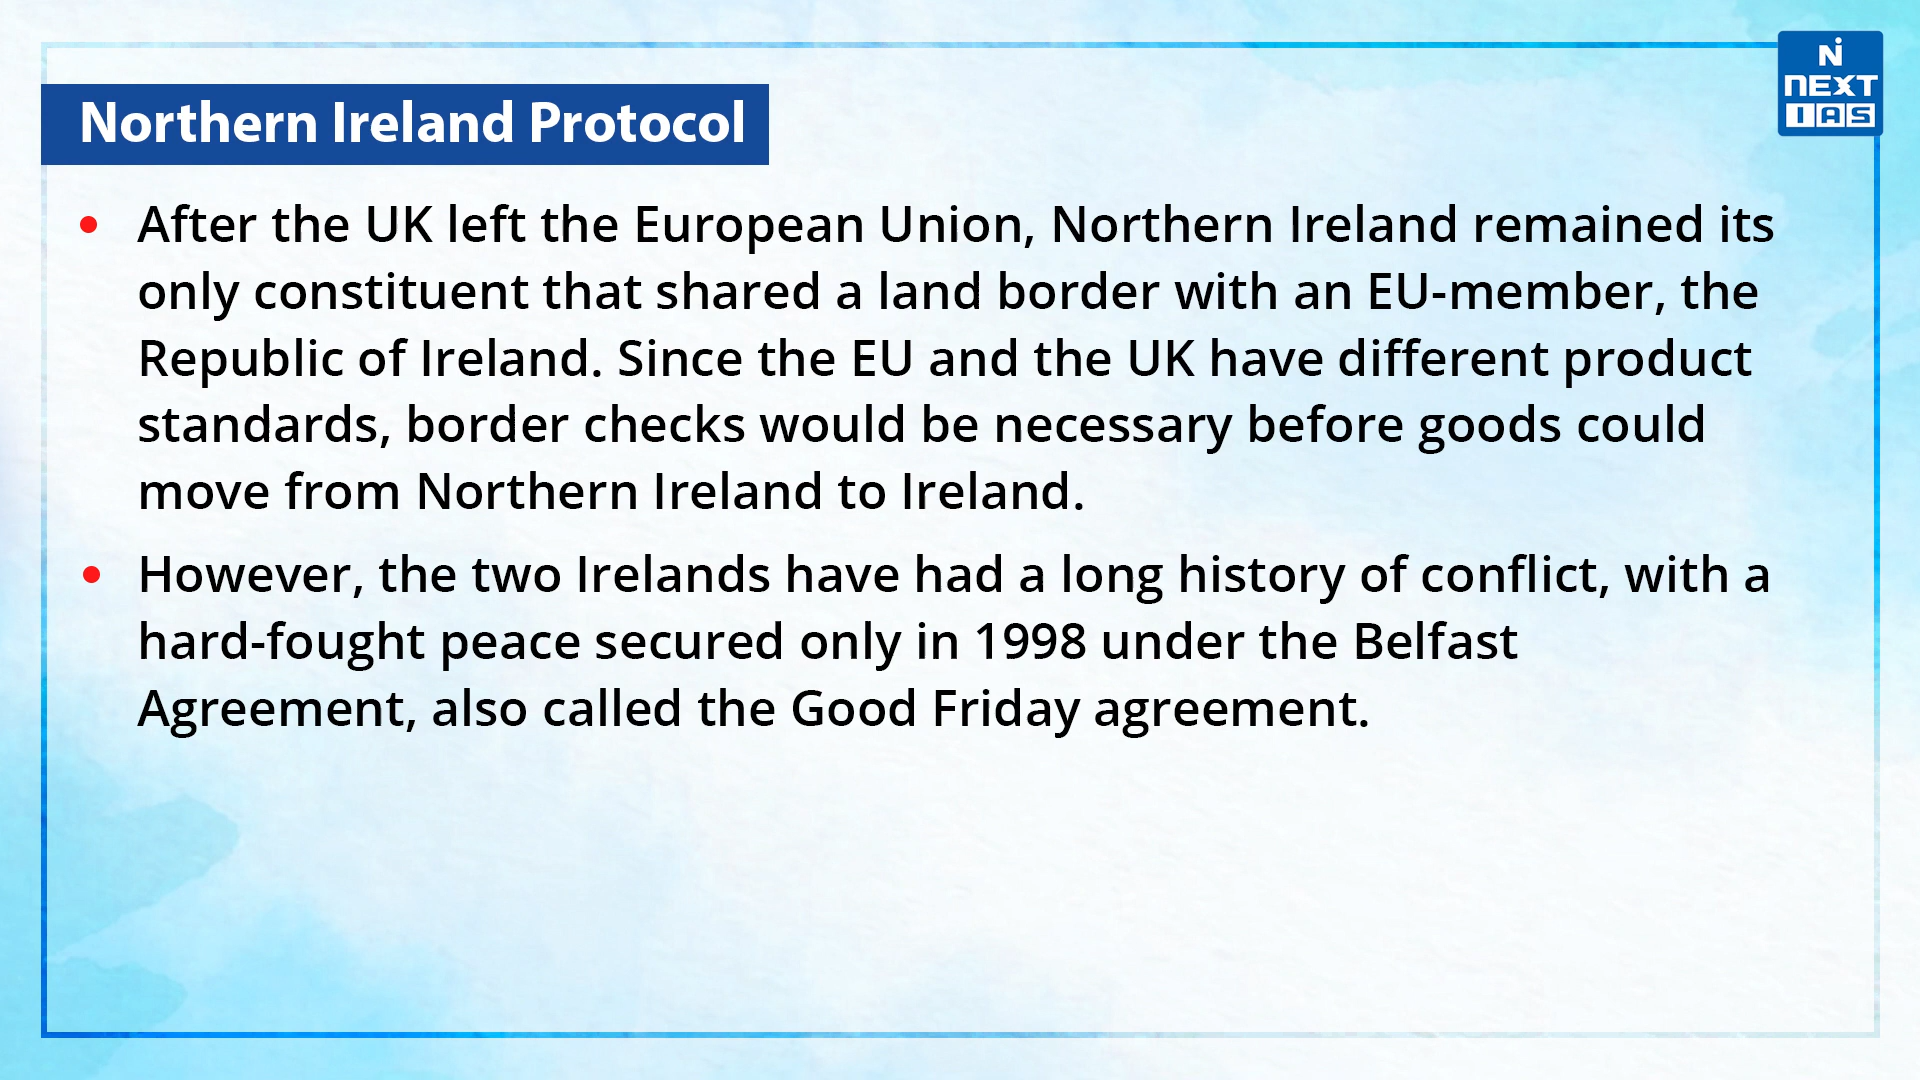 N
NEXT
IAS
Northern Ireland Protocol
• After the UK left the European Union, Northern Ireland remained its
only constituent that shared a land border with an EU-member, the
Republic of Ireland. Since the EU and the UK have different product
standards, border checks would be necessary before goods could
move from Northern Ireland to Ireland.
• However, the two Irelands have had a long history of conflict, with a
hard-fought peace secured only in 1998 under the Belfast
Agreement, also called the Good Friday agreement.